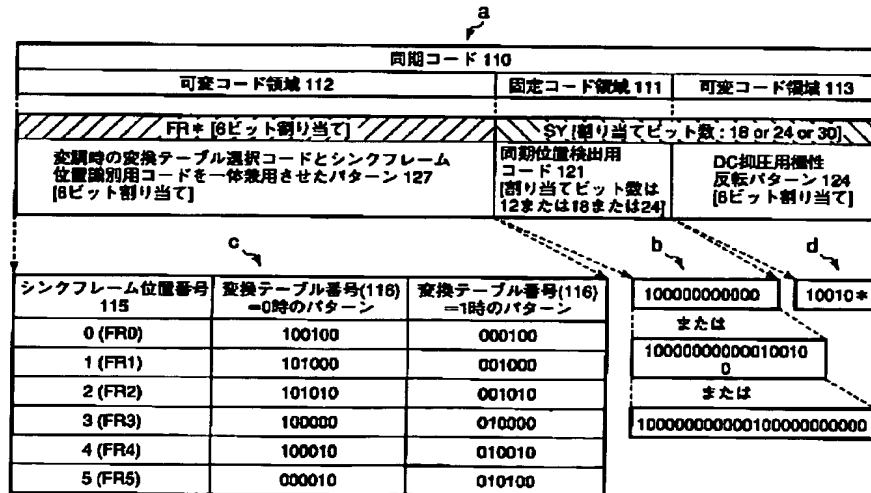 a
同期コード 110
可変コード領域 112 固定コード領域 111 可変コード領域 113
FR＊ [6ビット割り当て] SY [割り当てビット数 : 18 or 24 or 30]
変調時の変換テーブル選択コードとシンクフレーム
位置識別用コードを一体兼用させたパターン 127
[6ビット割り当て]
同期位置検出用
コード 121
[割り当てビット数は
12または18または24]
DC抑圧用極性
反転パターン 124
[6ビット割り当て]
c
シンクフレーム位置番号
115
変換テーブル番号(116)
=0時のパターン
変換テーブル番号(116)
=1時のパターン
0 (FR0) 100100 000100
1 (FR1) 101000 001000
2 (FR2) 101010 001010
3 (FR3) 100000 010000
4 (FR4) 100010 010010
5 (FR5) 000010 010100
b
100000000000
または
10000000000010010
0
または
100000000000100000000000
d
10010＊